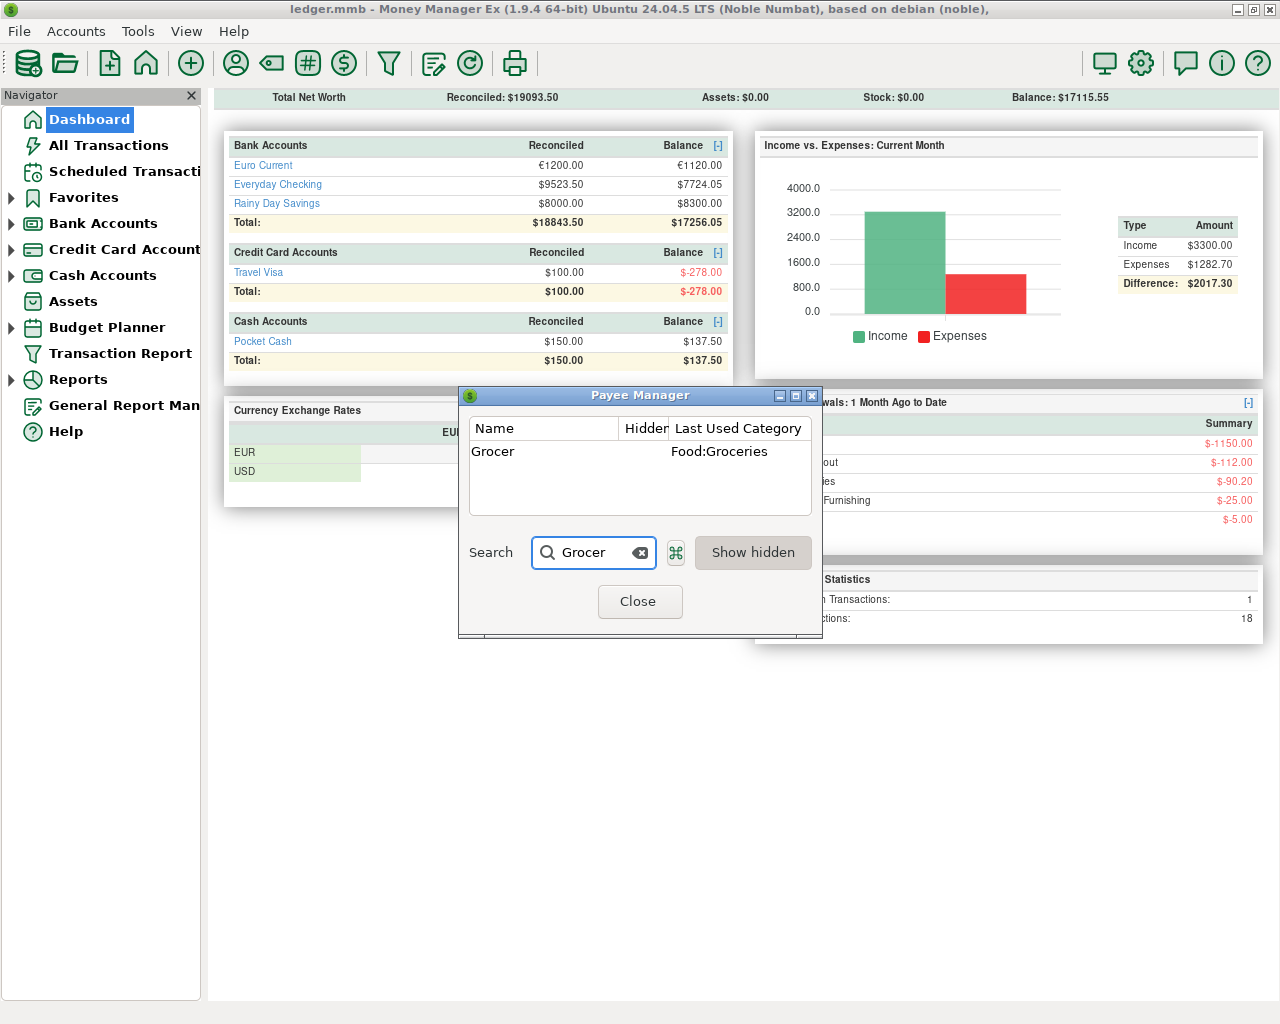 ledger.mmb - Money Manager Ex (1.9.4 64-bit) Ubuntu 24.04.5 LTS (Noble Numbat), based on debian (noble),
File Accounts Tools View Help
Navigator
Dashboard
All Transactions
Scheduled Transacti
Favorites
Bank Accounts
Credit Card Account
Cash Accounts
Assets
Budget Planner
Transaction Report
Reports
General Report Man
Help
Total Net Worth Reconciled: $19093.50 Assets: $0.00 Stock: $0.00 Balance: $17115.55
Bank Accounts Reconciled Balance [-]
Euro Current €1200.00 €1120.00
Everyday Checking $9523.50 $7724.05
Rainy Day Savings $8000.00 $8300.00
Total: $18843.50 $17256.05
Credit Card Accounts Reconciled Balance [-]
Travel Visa $100.00 $-278.00
Total: $100.00 $-278.00
Cash Accounts Reconciled Balance [-]
Pocket Cash $150.00 $137.50
Total: $150.00 $137.50
Currency Exchange Rates
EUR
USD
Income vs. Expenses: Current Month
4000.0
3200.0
2400.0
1600.0
800.0
0.0
Income Expenses
Type Amount
Income $3300.00
Expenses $1282.70
Difference: $2017.30
wals: 1 Month Ago to Date [-]
Summary
$-1150.00
out $-112.00
ies $-90.20
Furnishing $-25.00
$-5.00
Statistics
n Transactions: 1
ctions: 18
Payee Manager
Name Hidden Last Used Category
Grocer Food:Groceries
Search Grocer Show hidden
Close